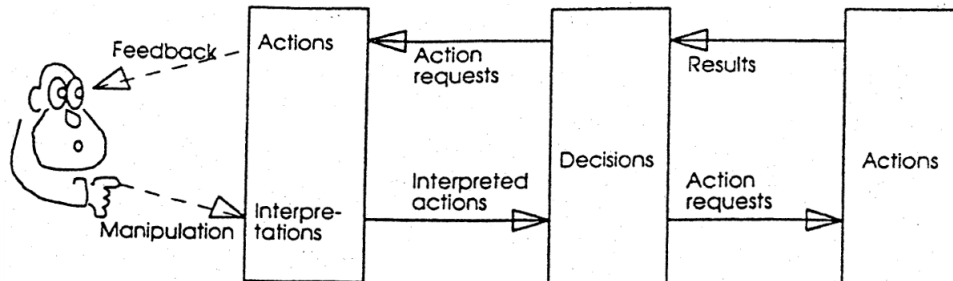 Feedback
Actions
Action
requests
Results
Decisions
Actions
Interpreted
actions
Action
requests
Interpre-
tations
Manipulation